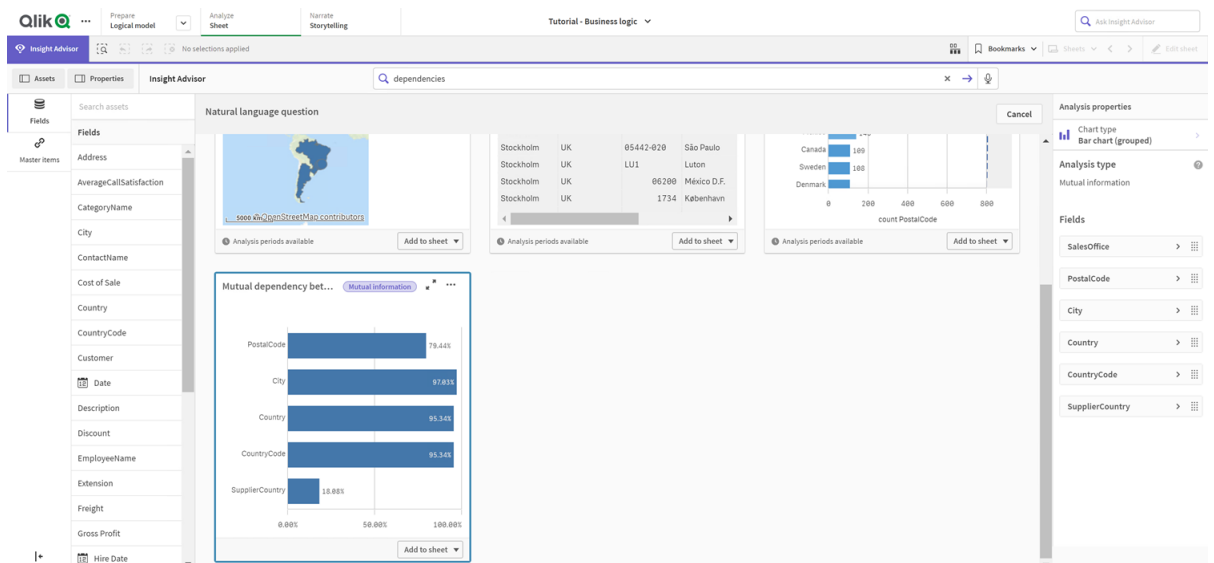 Qlik
Prepare
Logical model
Analyze
Sheet
Narrate
Storytelling
Tutorial - Business logic
Ask Insight Advisor
Insight Advisor
No selections applied
Bookmarks
Sheets
Edit sheet
Assets
Properties
Insight Advisor
dependencies
Fields
Master items
Search assets
Fields
Address
AverageCallSatisfaction
CategoryName
City
ContactName
Cost of Sale
Country
CountryCode
Customer
Date
Description
Discount
EmployeeName
Extension
Freight
Gross Profit
Hire Date
Natural language question
Cancel
5000 km
© OpenStreetMap contributors
Analysis periods available
Add to sheet
Stockholm UK 05442-020 São Paulo
Stockholm UK LU1 Luton
Stockholm UK 06200 México D.F.
Stockholm UK 1734 København
Analysis periods available
Add to sheet
Canada 109
Sweden 108
Denmark
0 200 400 600 800
count PostalCode
Analysis periods available
Add to sheet
Mutual dependency bet...
Mutual information
PostalCode 79.44%
City 97.03%
Country 95.34%
CountryCode 95.34%
SupplierCountry 18.08%
0.00% 50.00% 100.00%
Add to sheet
Analysis properties
Chart type
Bar chart (grouped)
Analysis type
Mutual information
Fields
SalesOffice
PostalCode
City
Country
CountryCode
SupplierCountry